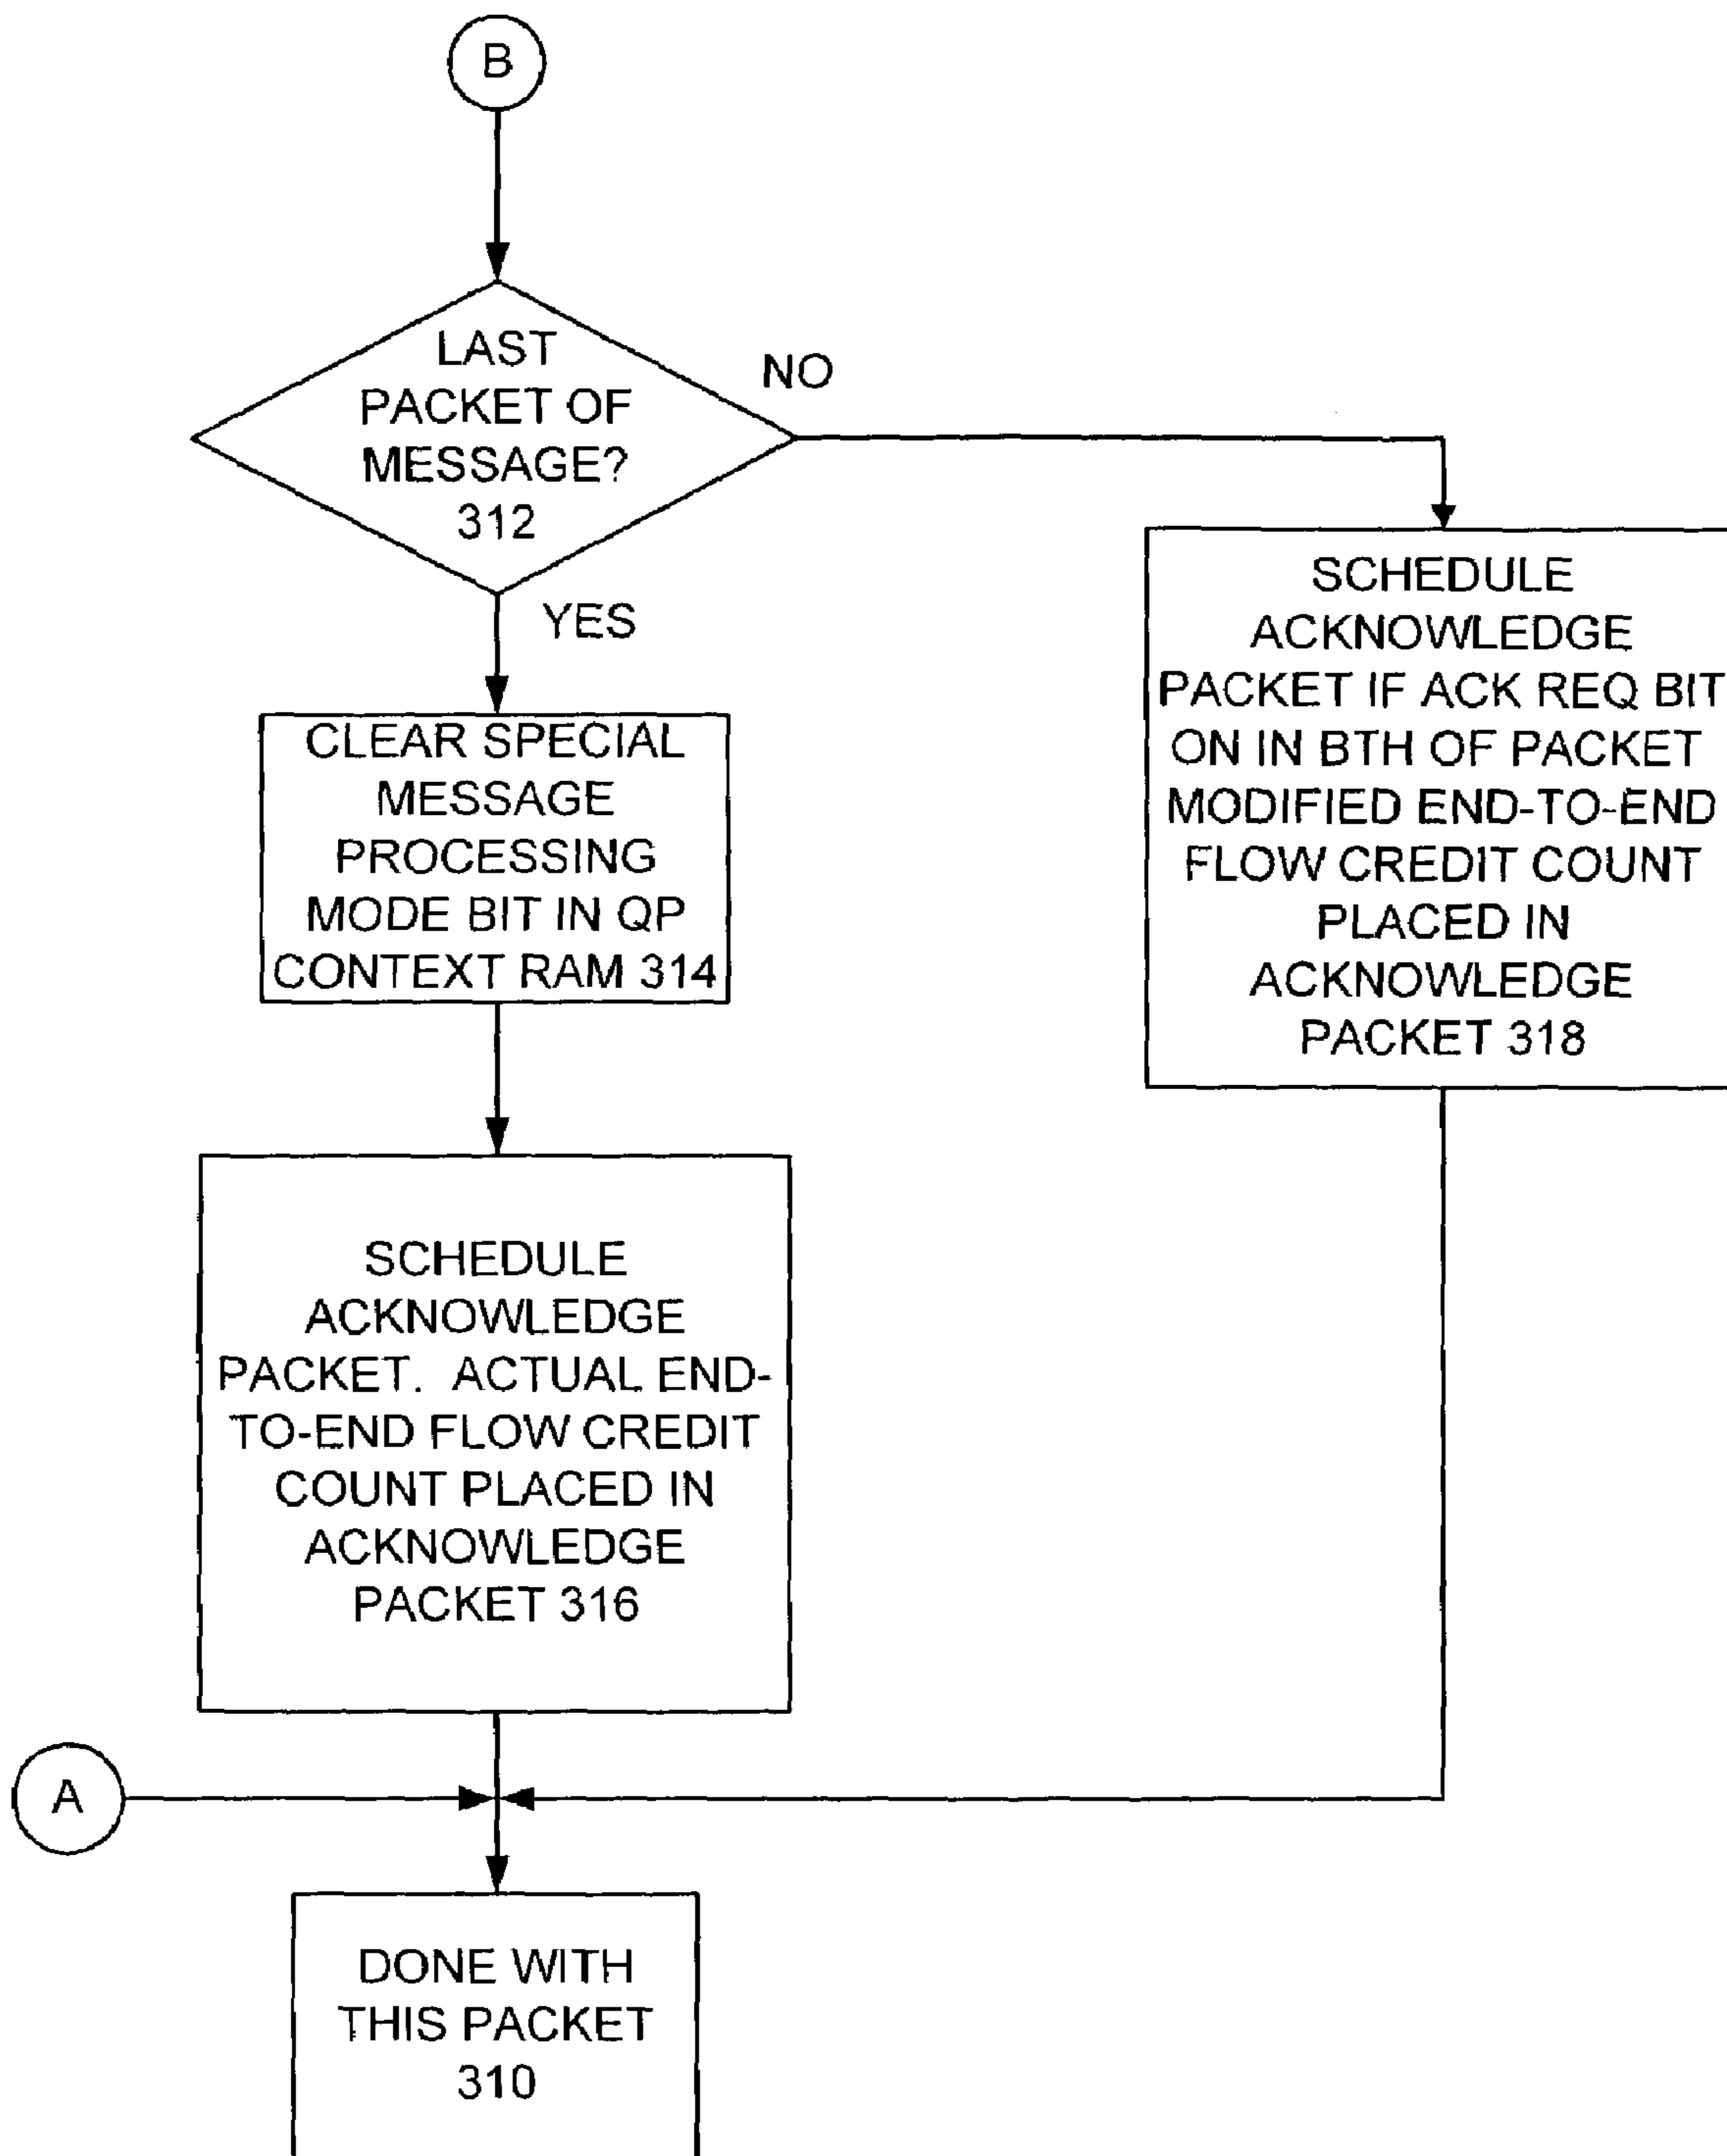 B
LAST
PACKET OF
MESSAGE?
312
NO
YES
CLEAR SPECIAL
MESSAGE
PROCESSING
MODE BIT IN QP
CONTEXT RAM 314
SCHEDULE
ACKNOWLEDGE
PACKET IF ACK REQ BIT
ON IN BTH OF PACKET
MODIFIED END-TO-END
FLOW CREDIT COUNT
PLACED IN
ACKNOWLEDGE
PACKET 318
SCHEDULE
ACKNOWLEDGE
PACKET.  ACTUAL END-
TO-END FLOW CREDIT
COUNT PLACED IN
ACKNOWLEDGE
PACKET 316
A
DONE WITH
THIS PACKET
310